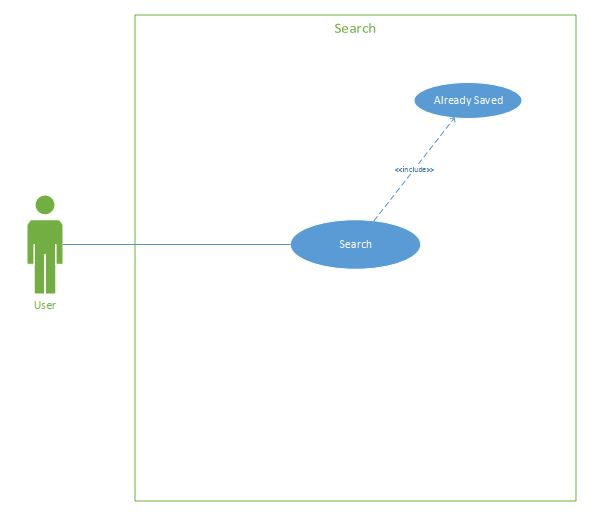 Search
Already Saved
<<include>>
Search
User